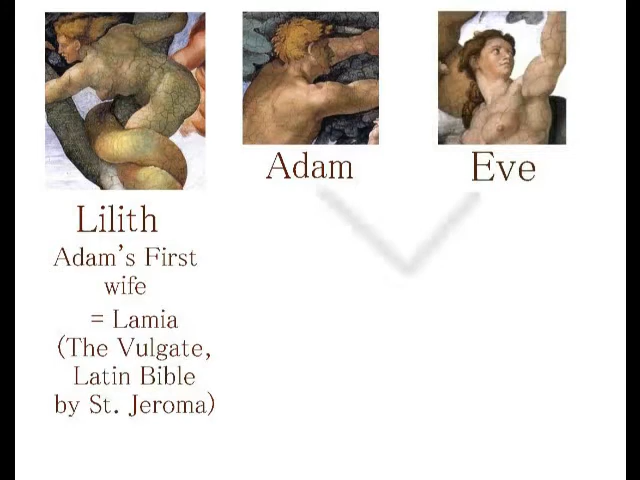 Adam
Eve
Lilith
Adam's First
wife
= Lamia
(The Vulgate,
Latin Bible
by St. Jeroma)